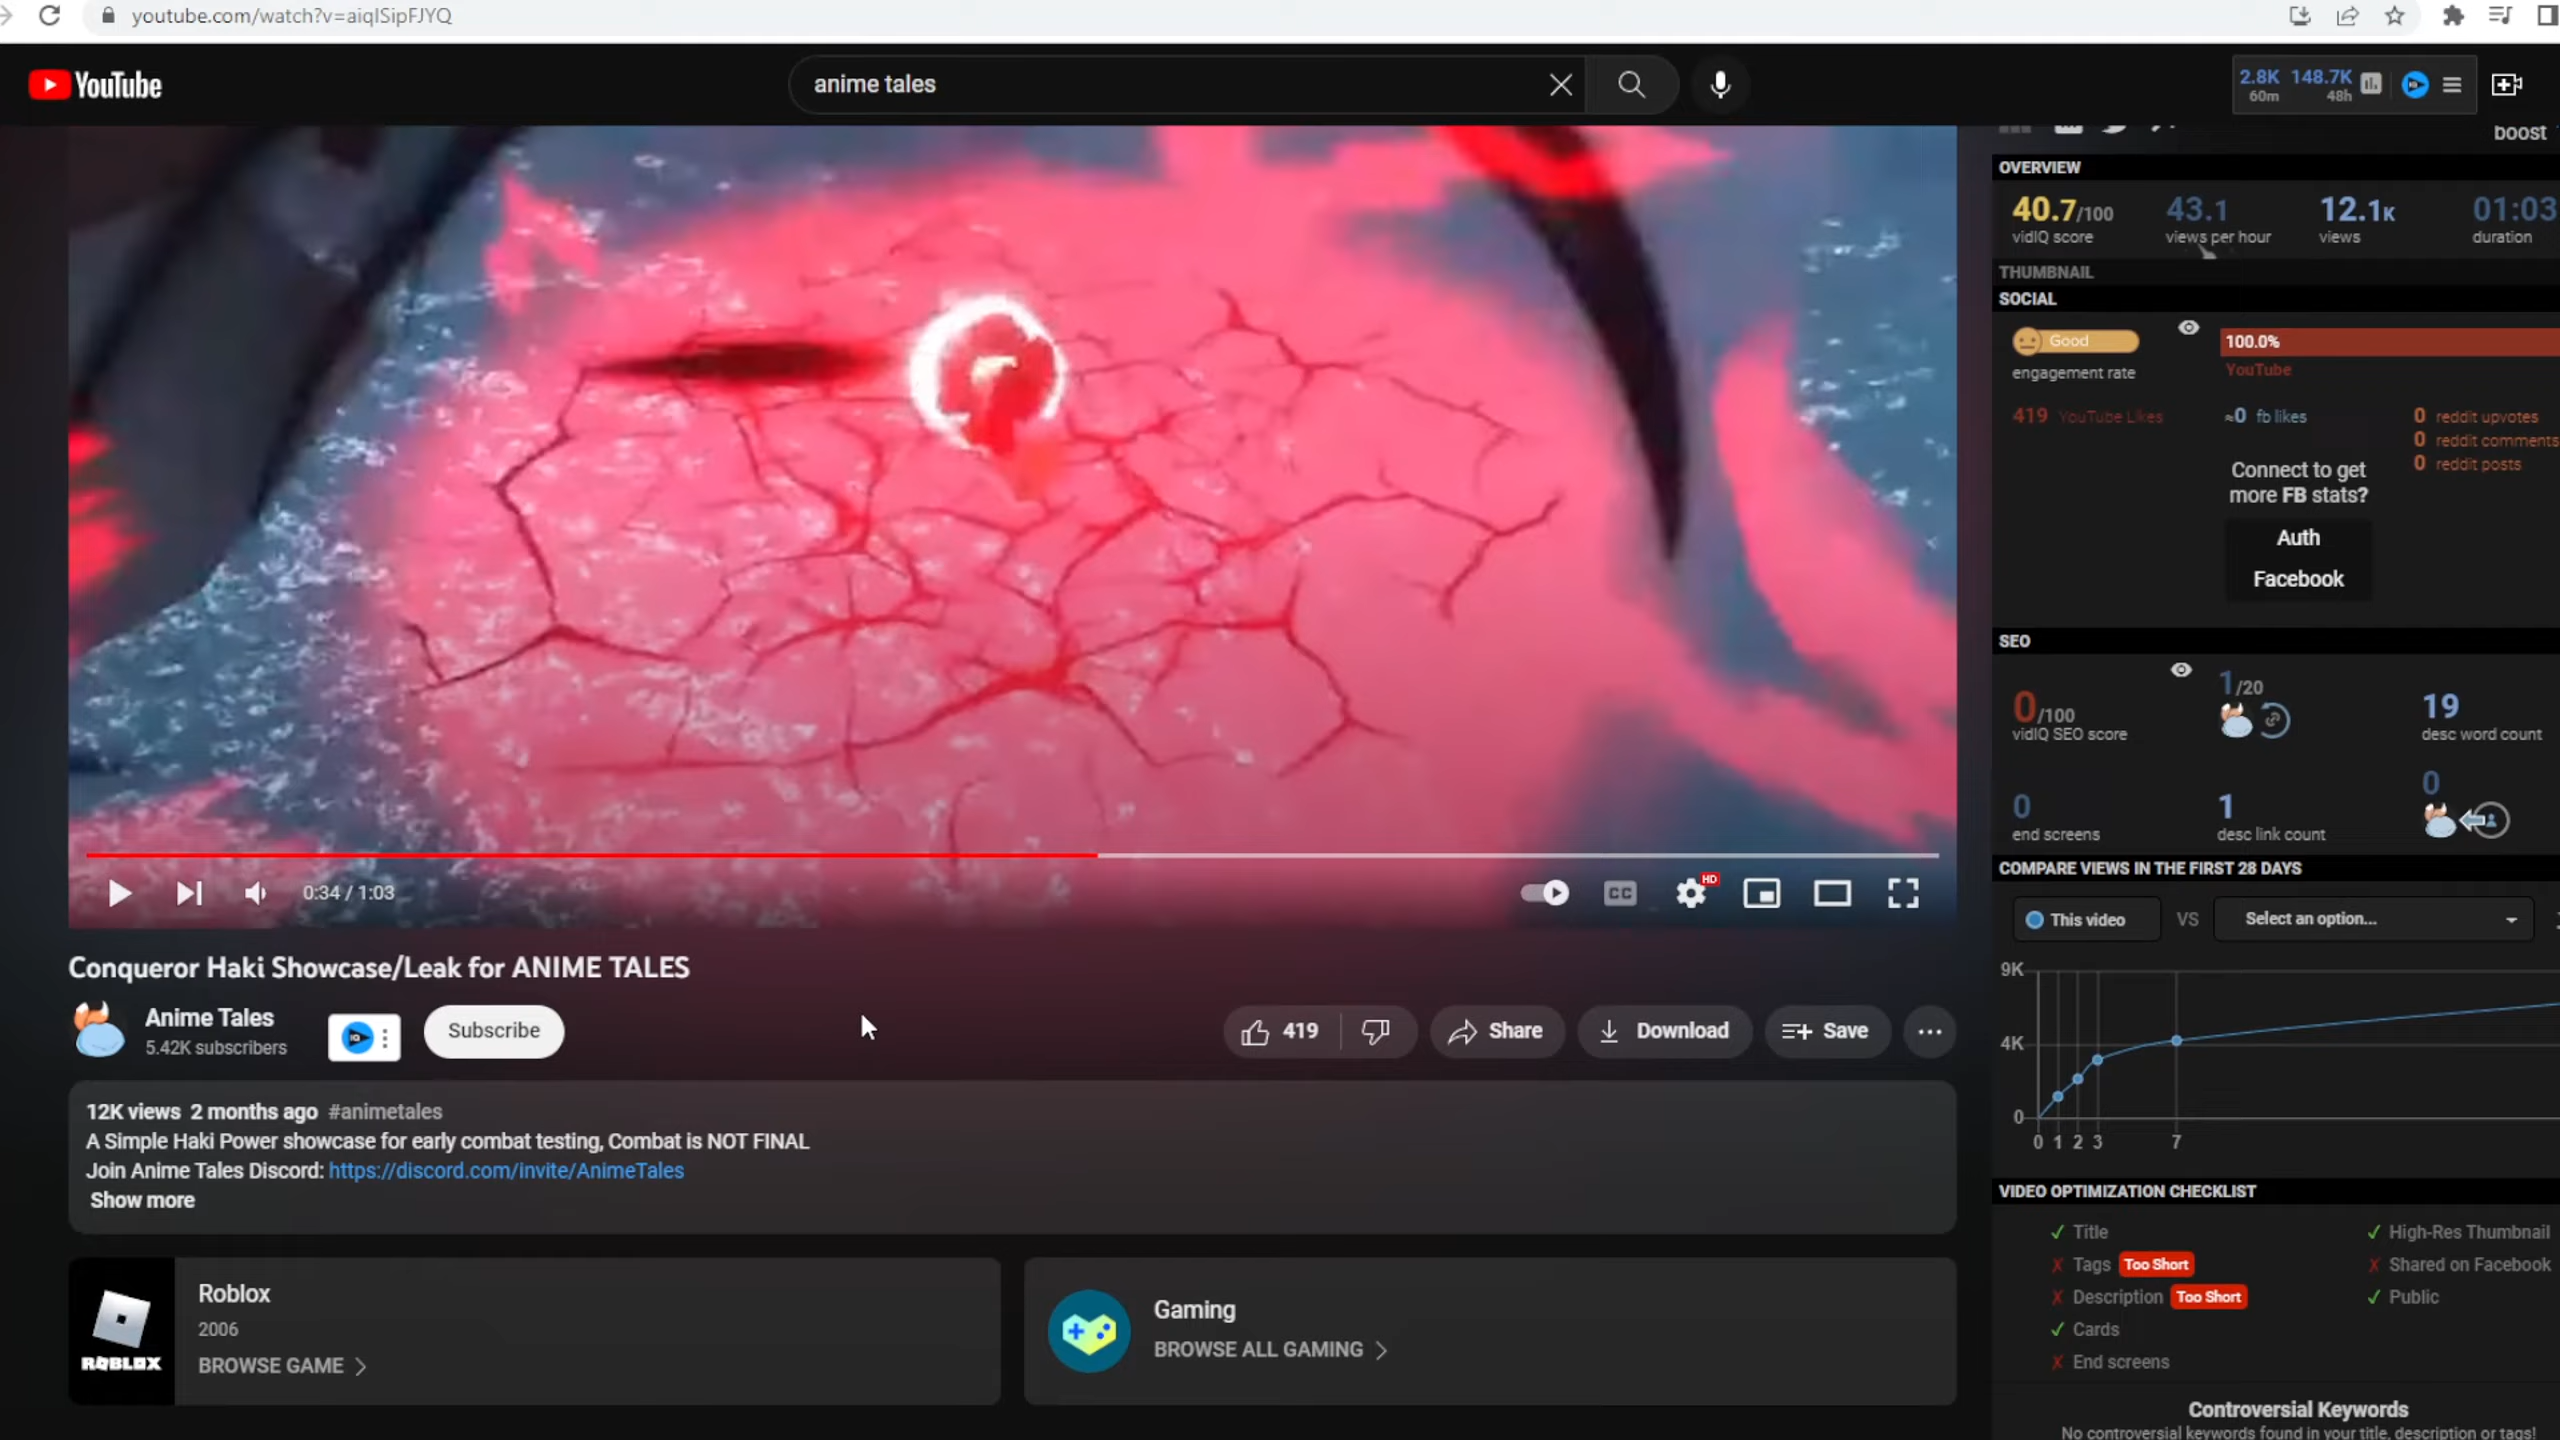 youtube.com/watch?v=aiqlSipFJYQ
YouTube
anime tales
2.8K 148.7K
60m 48h
boost
OVERVIEW
40.7/100 43.1 12.1K 01:03
vidIQ score views per hour views duration
THUMBNAIL
SOCIAL
Good 100.0%
engagement rate YouTube
419 YouTube Likes ≈0 fb likes 0 reddit upvotes
0 reddit comments
0 reddit posts
Connect to get
more FB stats?
Auth
Facebook
SEO
0/100 1/20 19
vidIQ SEO score desc word count
0 1 0
end screens desc link count
COMPARE VIEWS IN THE FIRST 28 DAYS
This video VS Select an option...
9K
4K
0
0 1 2 3 7
VIDEO OPTIMIZATION CHECKLIST
Title High-Res Thumbnail
Tags Too Short Shared on Facebook
Description Too Short Public
Cards
End screens
Controversial Keywords
No controversial keywords found in your title, description or tags!
0:34 / 1:03
CC
HD
Conqueror Haki Showcase/Leak for ANIME TALES
Anime Tales
5.42K subscribers
IQ
Subscribe
419 Share Download Save
12K views 2 months ago #animetales
A Simple Haki Power showcase for early combat testing, Combat is NOT FINAL
Join Anime Tales Discord: https://discord.com/invite/AnimeTales
Show more
ROBLOX
Roblox
2006
BROWSE GAME
Gaming
BROWSE ALL GAMING